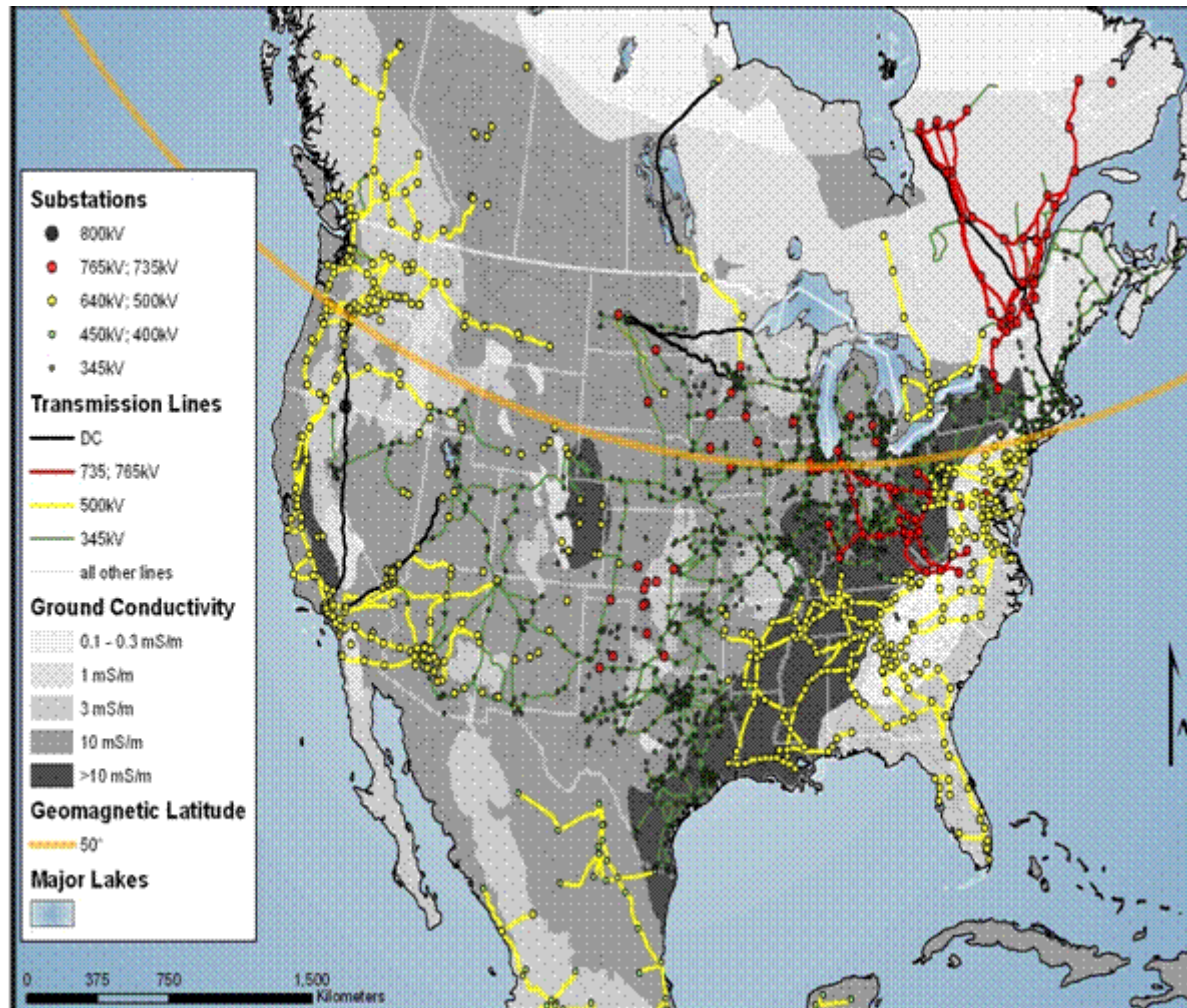 Substations
800kV
765kV; 735kV
640kV; 500kV
450kV; 400kV
345kV
Transmission Lines
DC
735; 765kV
500kV
345kV
all other lines
Ground Conductivity
0.1 - 0.3 mS/m
1 mS/m
3 mS/m
10 mS/m
>10 mS/m
Geomagnetic Latitude
50°
Major Lakes
0 375 750 1,500
Kilometers